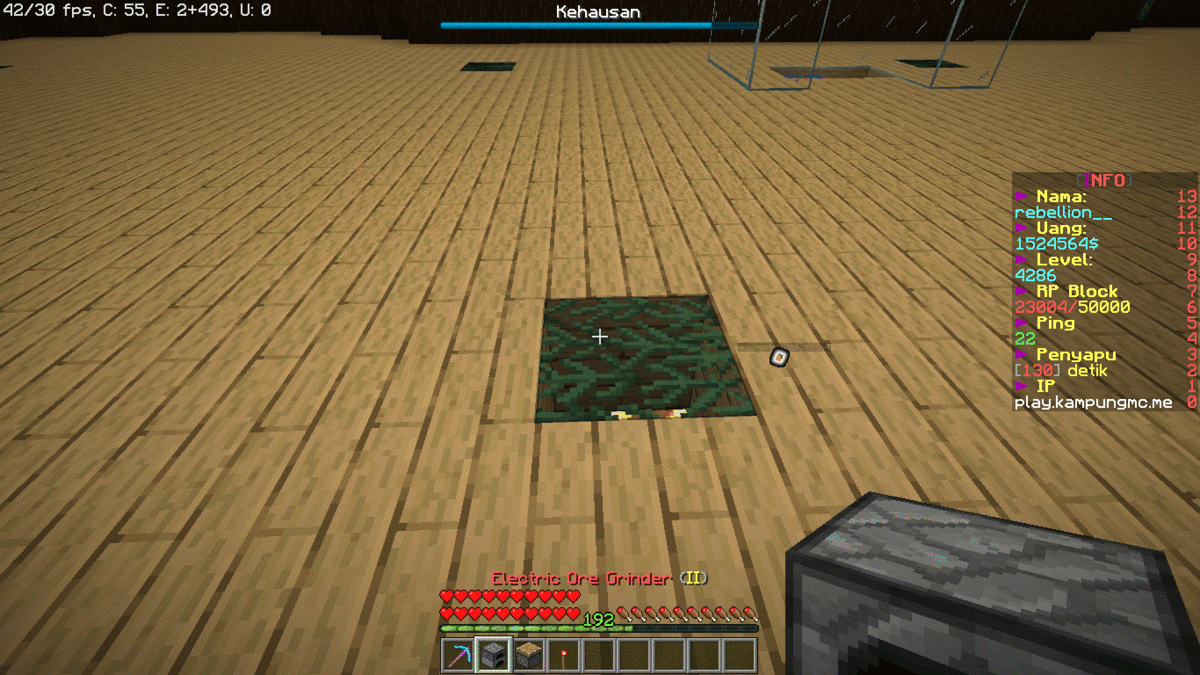 42/30 fps, C: 55, E: 2+493, U: 0
Kehausan
[INFO]
► Nama: 13
rebellion__ 12
► Uang: 11
1524564$ 10
► Level: 9
4286 8
► RP Block 7
23004/50000 6
► Ping 5
22 4
► Penyapu 3
[130] detik 2
► IP 1
play.kampungmc.me 0
Electric Ore Grinder (II)
192